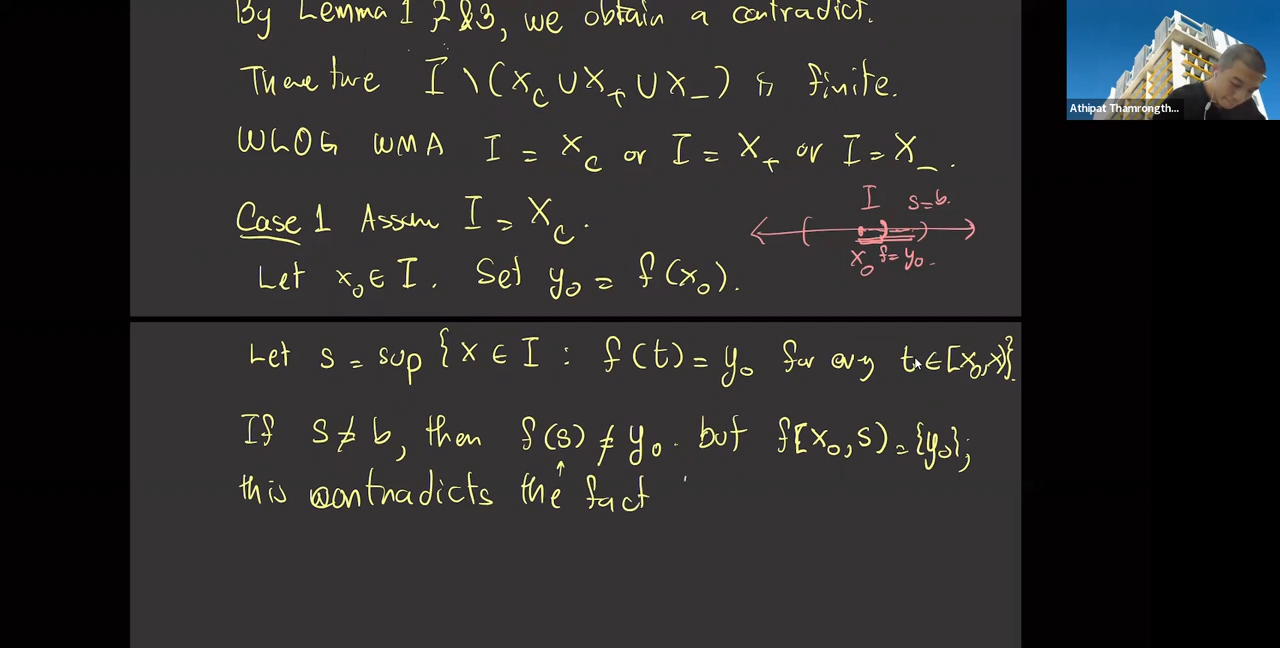 By Lemma 1, 2 & 3, we obtain a contradict.
Therefore I \ (X_c ∪ X_+ ∪ X_-) is finite.
WLOG WMA I = X_c or I = X_+ or I = X_-.
Case 1 Assum I = X_c.
I s=b.
x_0 f=y_0.
Let x_0 ∈ I. Set y_0 = f(x_0).
Let s = sup {x ∈ I : f(t) = y_0 for any t ∈ [x_0, x)}.
If s ≠ b, then f(s) ≠ y_0. but f[x_0, s) = {y_0};
this contradicts the fact
Athipat Thamrongth...